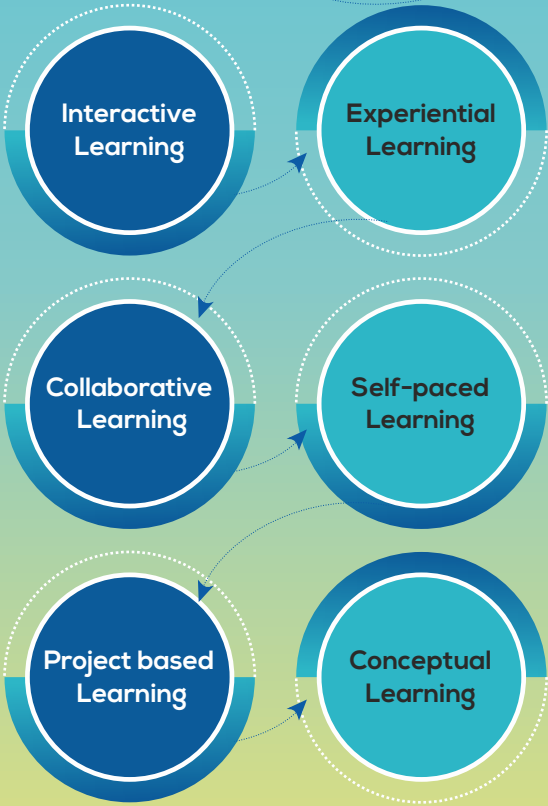 Interactive
Learning
Experiential
Learning
Collaborative
Learning
Self-paced
Learning
Project based
Learning
Conceptual
Learning